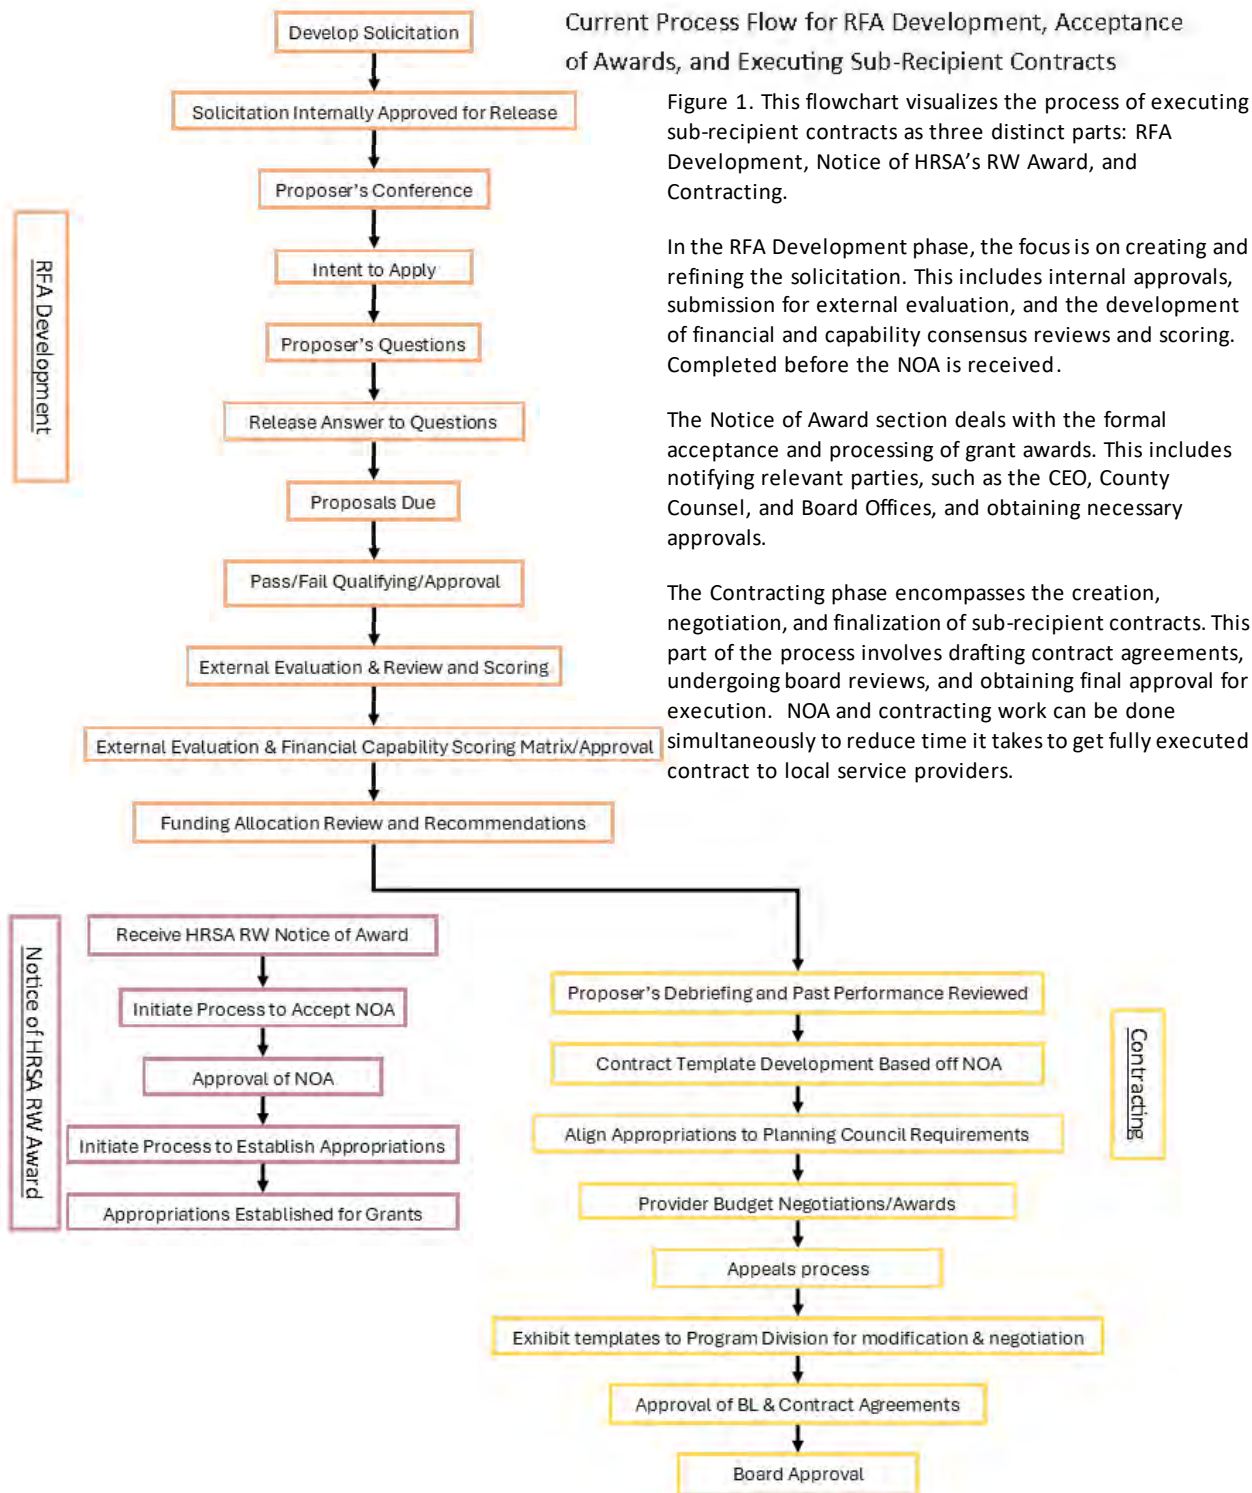 Current Process Flow for RFA Development, Acceptance
of Awards, and Executing Sub-Recipient Contracts
Figure 1. This flowchart visualizes the process of executing
sub-recipient contracts as three distinct parts: RFA
Development, Notice of HRSA's RW Award, and
Contracting.
In the RFA Development phase, the focus is on creating and
refining the solicitation. This includes internal approvals,
submission for external evaluation, and the development
of financial and capability consensus reviews and scoring.
Completed before the NOA is received.
The Notice of Award section deals with the formal
acceptance and processing of grant awards. This includes
notifying relevant parties, such as the CEO, County
Counsel, and Board Offices, and obtaining necessary
approvals.
The Contracting phase encompasses the creation,
negotiation, and finalization of sub-recipient contracts. This
part of the process involves drafting contract agreements,
undergoing board reviews, and obtaining final approval for
execution. NOA and contracting work can be done
simultaneously to reduce time it takes to get fully executed
contract to local service providers.
RFA Development
Develop Solicitation
Solicitation Internally Approved for Release
Proposer's Conference
Intent to Apply
Proposer's Questions
Release Answer to Questions
Proposals Due
Pass/Fail Qualifying/Approval
External Evaluation & Review and Scoring
External Evaluation & Financial Capability Scoring Matrix/Approval
Funding Allocation Review and Recommendations
Notice of HRSA RW Award
Receive HRSA RW Notice of Award
Initiate Process to Accept NOA
Approval of NOA
Initiate Process to Establish Appropriations
Appropriations Established for Grants
Contracting
Proposer's Debriefing and Past Performance Reviewed
Contract Template Development Based off NOA
Align Appropriations to Planning Council Requirements
Provider Budget Negotiations/Awards
Appeals process
Exhibit templates to Program Division for modification & negotiation
Approval of BL & Contract Agreements
Board Approval